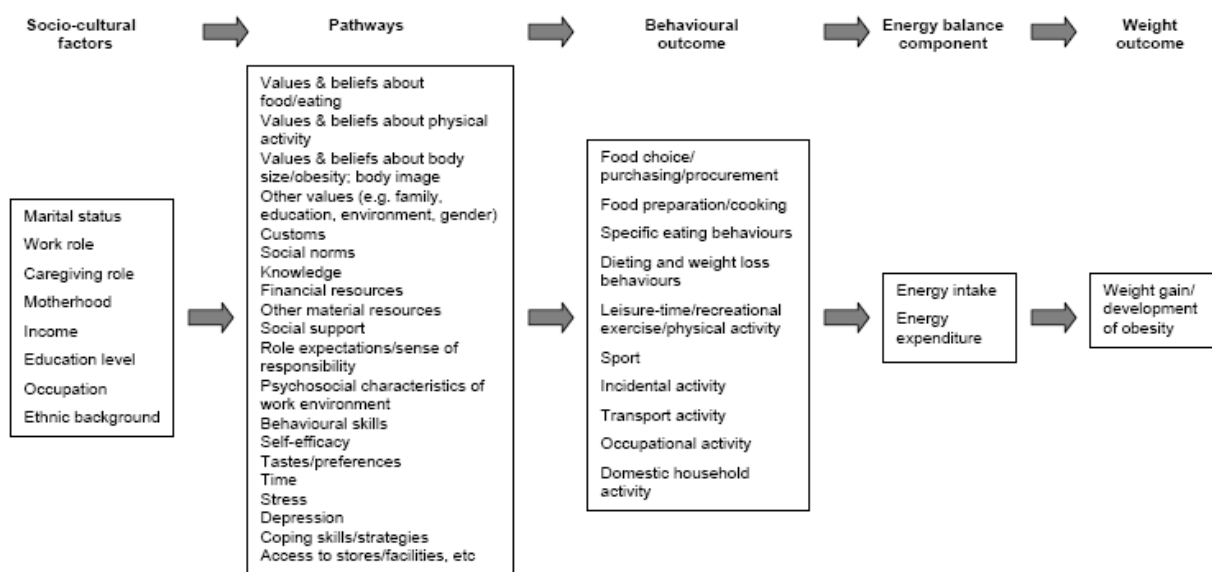 Socio-cultural
factors
Pathways
Behavioural
outcome
Energy balance
component
Weight
outcome
Marital status
Work role
Caregiving role
Motherhood
Income
Education level
Occupation
Ethnic background
Values & beliefs about
food/eating
Values & beliefs about physical
activity
Values & beliefs about body
size/obesity; body image
Other values (e.g. family,
education, environment, gender)
Customs
Social norms
Knowledge
Financial resources
Other material resources
Social support
Role expectations/sense of
responsibility
Psychosocial characteristics of
work environment
Behavioural skills
Self-efficacy
Tastes/preferences
Time
Stress
Depression
Coping skills/strategies
Access to stores/facilities, etc
Food choice/
purchasing/procurement
Food preparation/cooking
Specific eating behaviours
Dieting and weight loss
behaviours
Leisure-time/recreational
exercise/physical activity
Sport
Incidental activity
Transport activity
Occupational activity
Domestic household
activity
Energy intake
Energy
expenditure
Weight gain/
development
of obesity